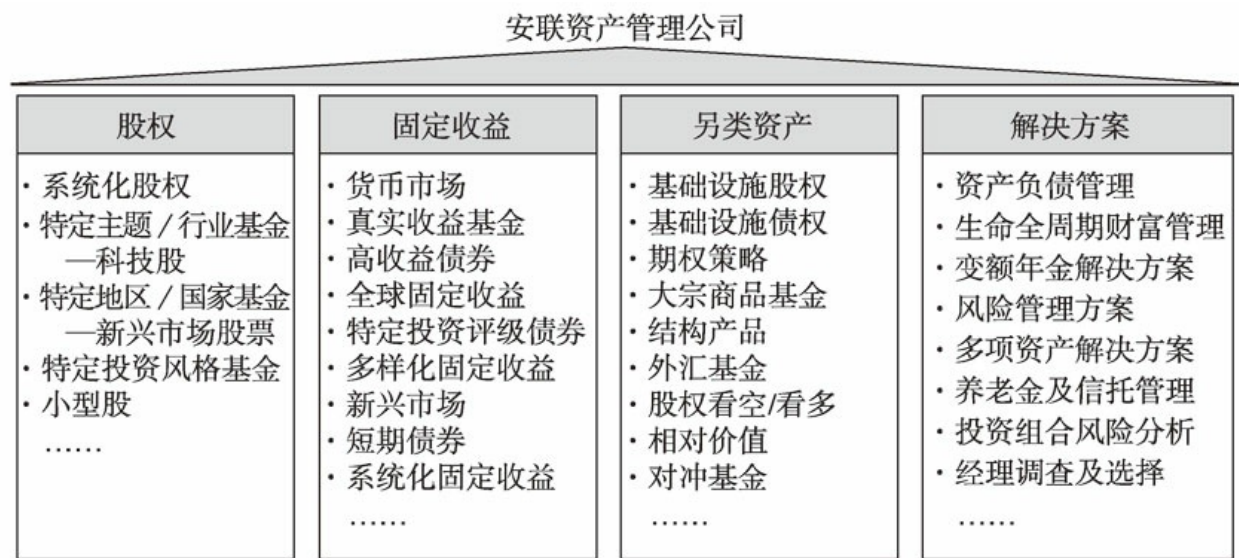 安联资产管理公司
股权
· 系统化股权
· 特定主题 / 行业基金
—科技股
· 特定地区 / 国家基金
—新兴市场股票
· 特定投资风格基金
· 小型股
……
固定收益
· 货币市场
· 真实收益基金
· 高收益债券
· 全球固定收益
· 特定投资评级债券
· 多样化固定收益
· 新兴市场
· 短期债券
· 系统化固定收益
……
另类资产
· 基础设施股权
· 基础设施债权
· 期权策略
· 大宗商品基金
· 结构产品
· 外汇基金
· 股权看空/看多
· 相对价值
· 对冲基金
……
解决方案
· 资产负债管理
· 生命全周期财富管理
· 变额年金解决方案
· 风险管理方案
· 多项资产解决方案
· 养老金及信托管理
· 投资组合风险分析
· 经理调查及选择
……